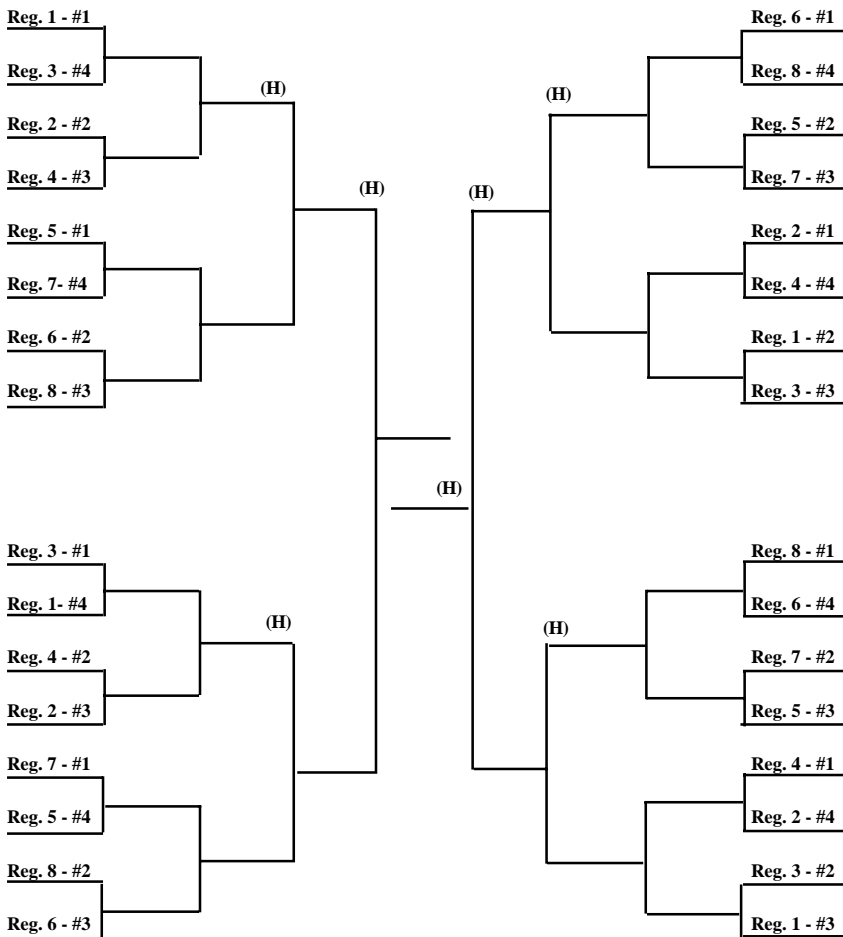 Reg. 1 - #1
Reg. 3 - #4
Reg. 2 - #2
Reg. 4 - #3
Reg. 5 - #1
Reg. 7- #4
Reg. 6 - #2
Reg. 8 - #3
(H)
(H)
Reg. 3 - #1
Reg. 1- #4
Reg. 4 - #2
Reg. 2 - #3
Reg. 7 - #1
Reg. 5 - #4
Reg. 8 - #2
Reg. 6 - #3
(H)
(H)
(H)
(H)
Reg. 6 - #1
Reg. 8 - #4
Reg. 5 - #2
Reg. 7 - #3
Reg. 2 - #1
Reg. 4 - #4
Reg. 1 - #2
Reg. 3 - #3
(H)
Reg. 8 - #1
Reg. 6 - #4
Reg. 7 - #2
Reg. 5 - #3
Reg. 4 - #1
Reg. 2 - #4
Reg. 3 - #2
Reg. 1 - #3